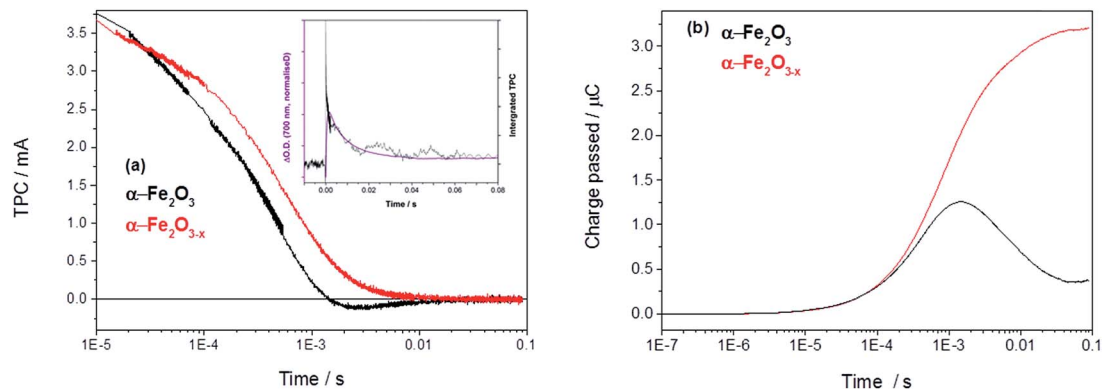 TPC / mA
3.5
3.0
2.5
2.0
1.5
1.0
0.5
0.0
(a)
α–Fe₂O₃
α–Fe₂O₃₋ₓ
1E-5 1E-4 1E-3 0.01 0.1
Time / s
ΔO.D. (700 nm, normaliseD)
Intergrated TPC
0.00 0.02 0.04 0.06 0.08
Time / s
(b)
α–Fe₂O₃
α–Fe₂O₃₋ₓ
Charge passed / μC
3.0
2.5
2.0
1.5
1.0
0.5
0.0
1E-7 1E-6 1E-5 1E-4 1E-3 0.01 0.1
Time / s